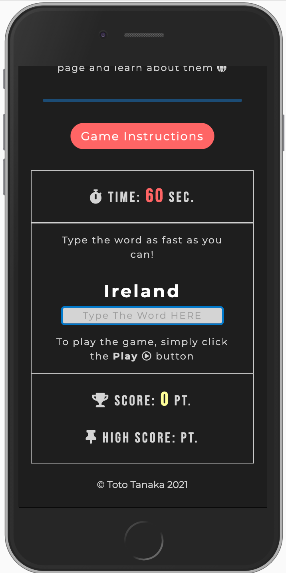 page and learn about them
Game Instructions
TIME: 60 SEC.
Type the word as fast as you
can!
Ireland
Type The Word HERE
To play the game, simply click
the Play button
SCORE: 0 PT.
HIGH SCORE: PT.
© Toto Tanaka 2021